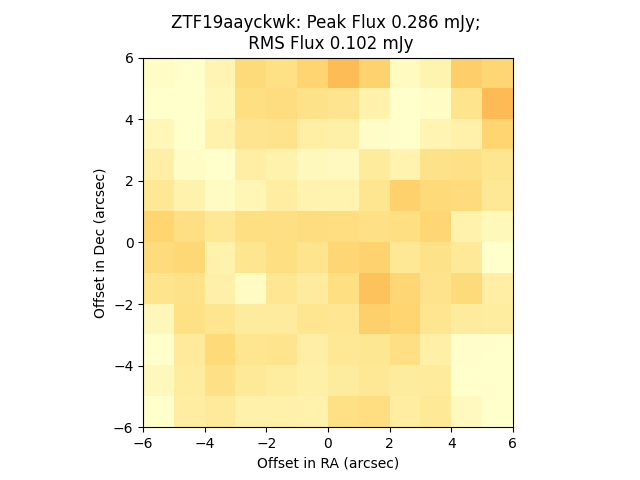 ZTF19aayckwk: Peak Flux 0.286 mJy;
RMS Flux 0.102 mJy
6
4
2
0
−2
−4
−6
Offset in Dec (arcsec)
−6 −4 −2 0 2 4 6
Offset in RA (arcsec)